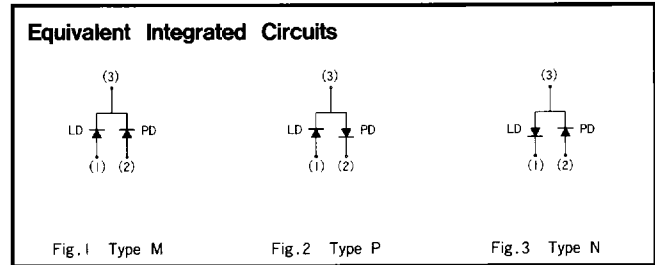 Equivalent Integrated Circuits
(3) (3) (3)
LD PD LD PD LD PD
(1) (2) (1) (2) (1) (2)
Fig.1 Type M Fig.2 Type P Fig.3 Type N